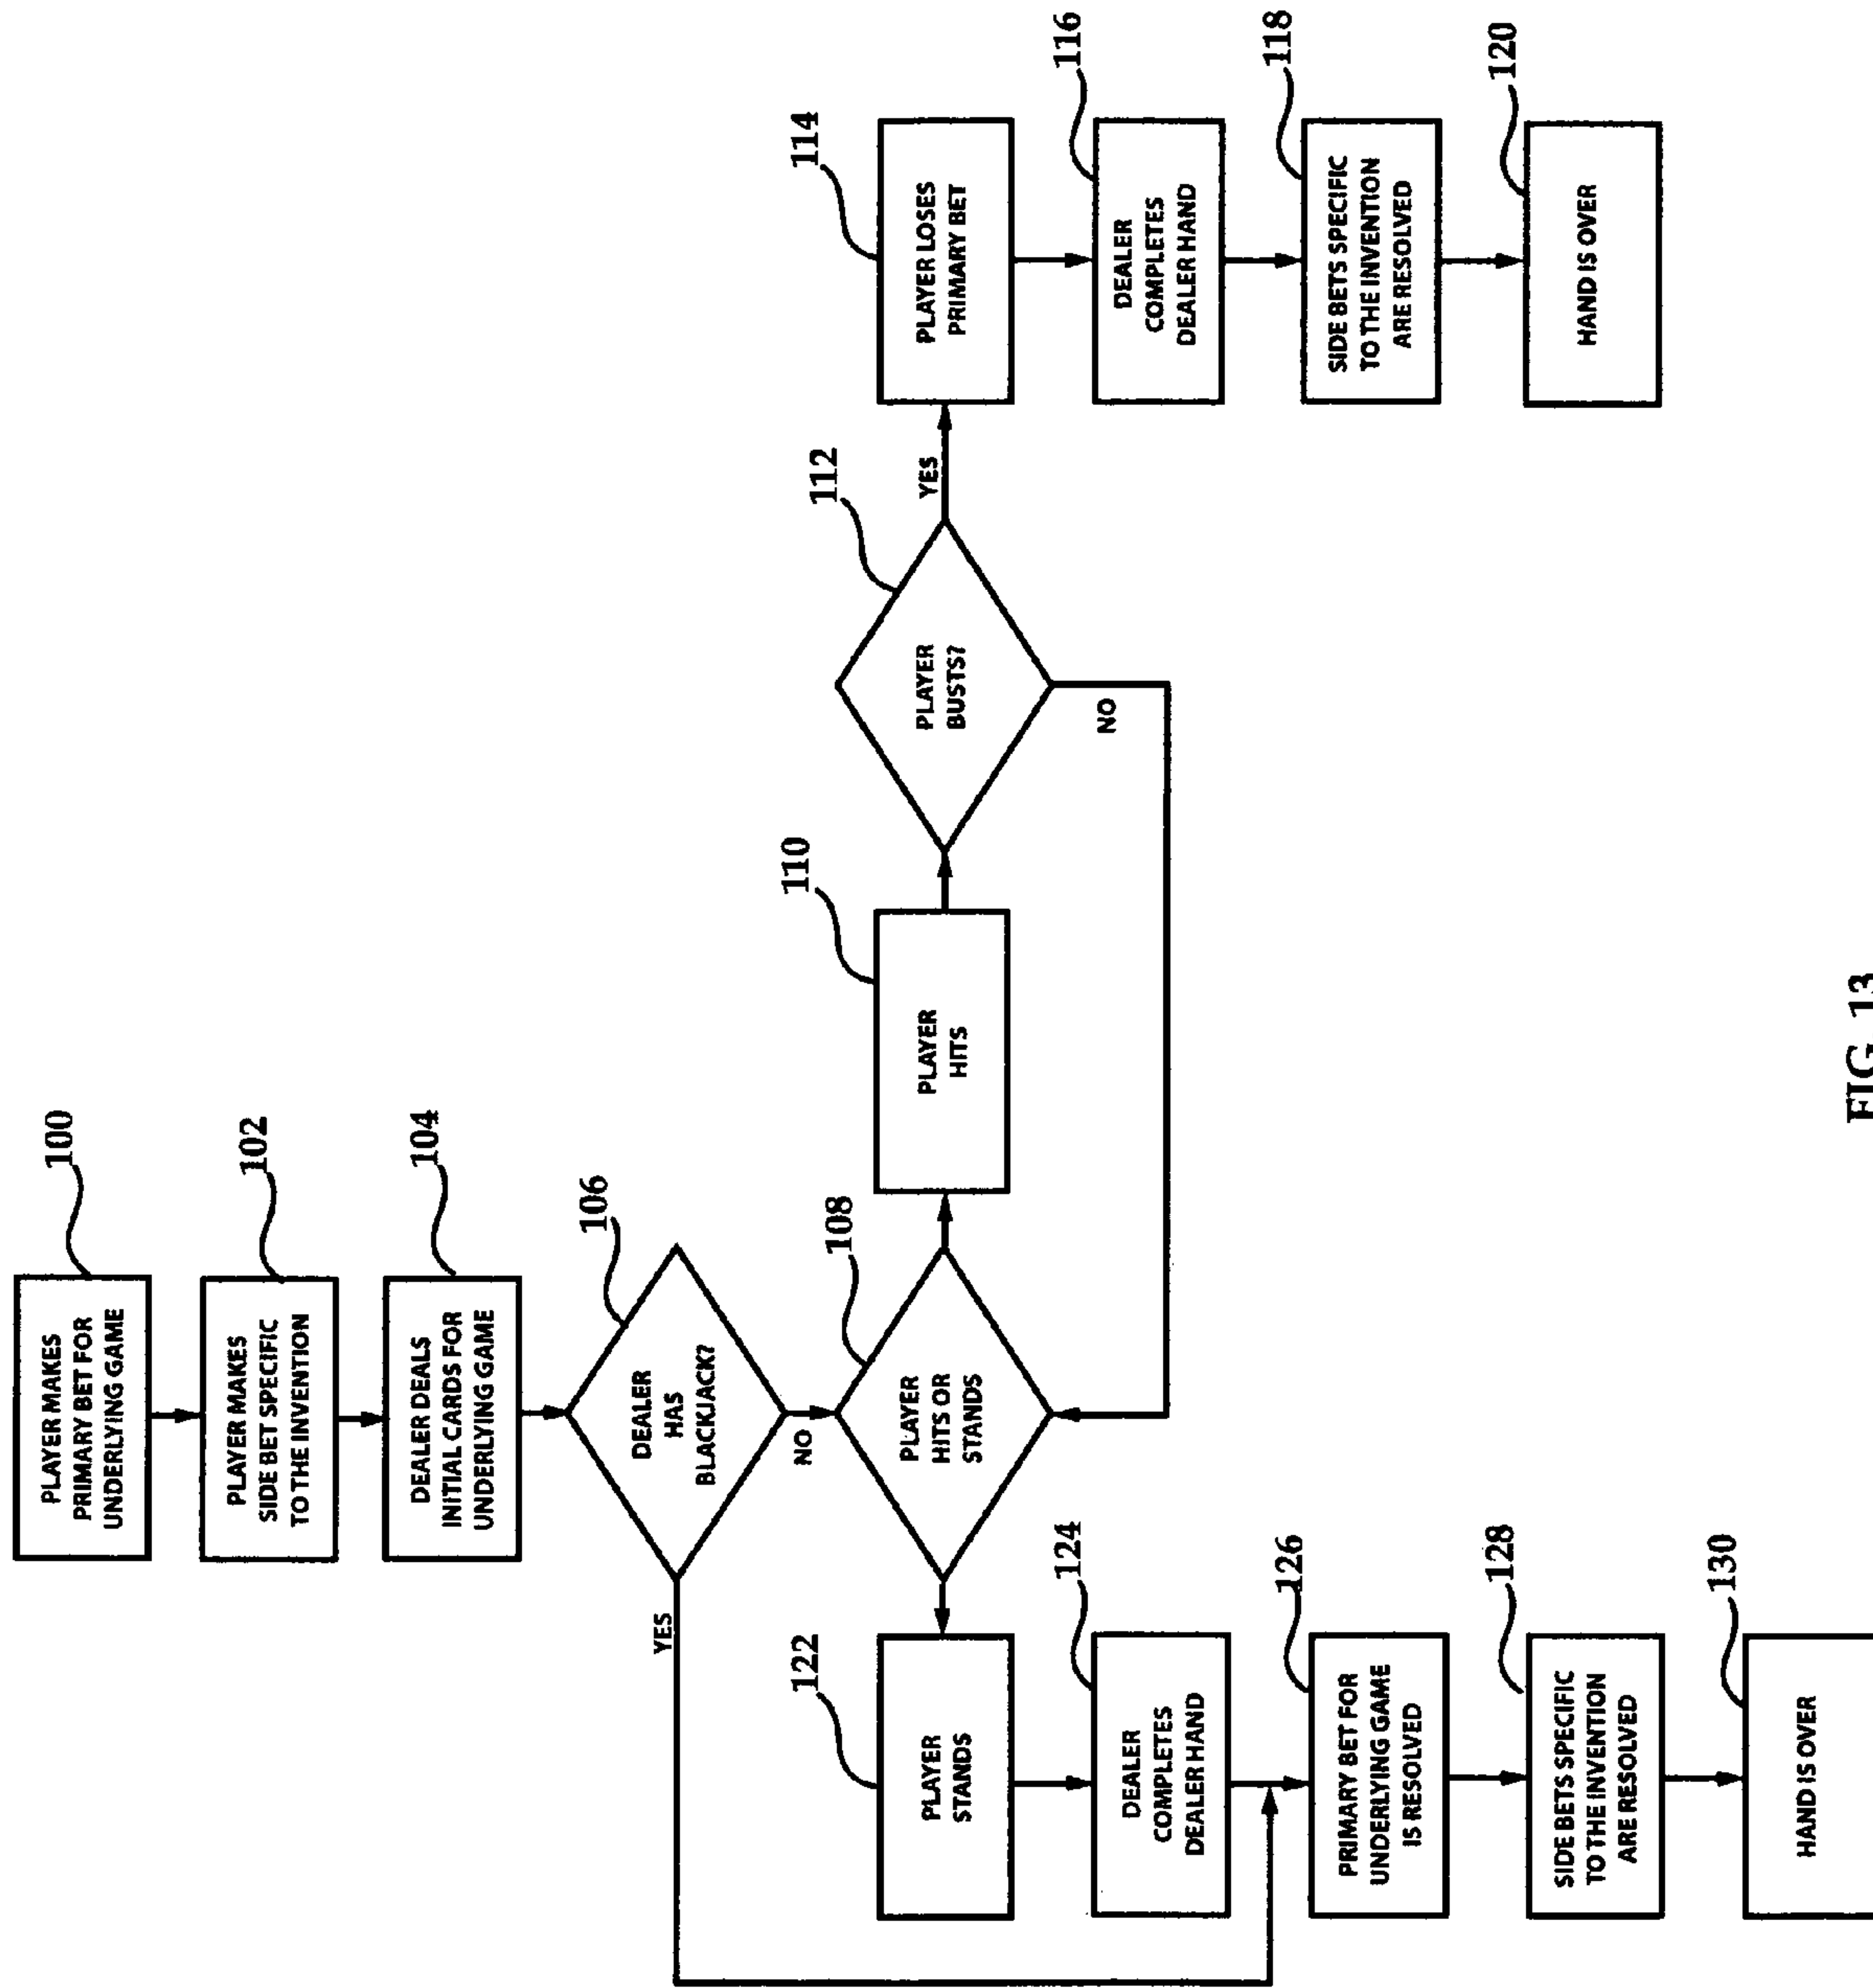 100
PLAYER MAKES
PRIMARY BET FOR
UNDERLYING GAME
102
PLAYER MAKES
SIDE BET SPECIFIC
TO THE INVENTION
104
DEALER DEALS
INITIAL CARDS FOR
UNDERLYING GAME
106
DEALER
HAS
BLACKJACK?
YES
NO
108
PLAYER
HITS OR
STANDS
110
PLAYER
HITS
112
PLAYER
BUSTS?
YES
NO
114
PLAYER LOSES
PRIMARY BET
116
DEALER
COMPLETES
DEALER HAND
118
SIDE BETS SPECIFIC
TO THE INVENTION
ARE RESOLVED
120
HAND IS OVER
122
PLAYER
STANDS
124
DEALER
COMPLETES
DEALER HAND
126
PRIMARY BET FOR
UNDERLYING GAME
IS RESOLVED
128
SIDE BETS SPECIFIC
TO THE INVENTION
ARE RESOLVED
130
HAND IS OVER
FIG. 13